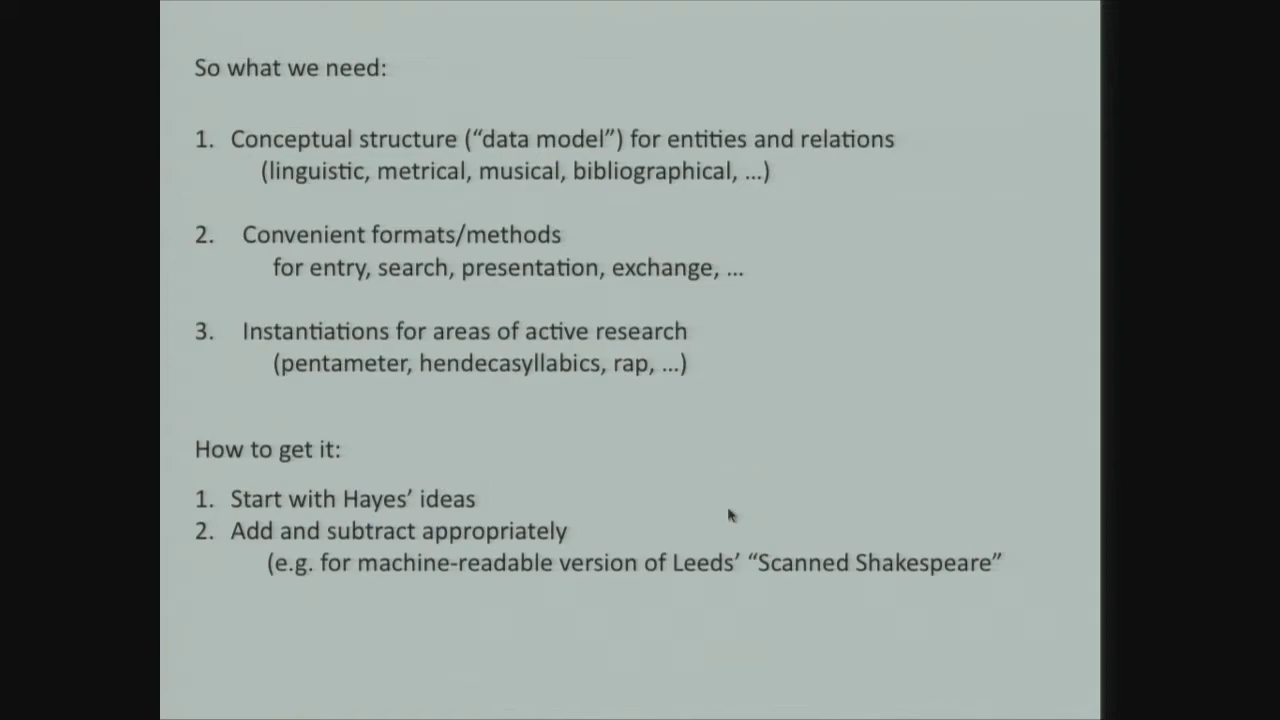 So what we need:
1. Conceptual structure (“data model”) for entities and relations
(linguistic, metrical, musical, bibliographical, ...)
2. Convenient formats/methods
for entry, search, presentation, exchange, ...
3. Instantiations for areas of active research
(pentameter, hendecasyllabics, rap, ...)
How to get it:
1. Start with Hayes’ ideas
2. Add and subtract appropriately
(e.g. for machine-readable version of Leeds’ “Scanned Shakespeare”